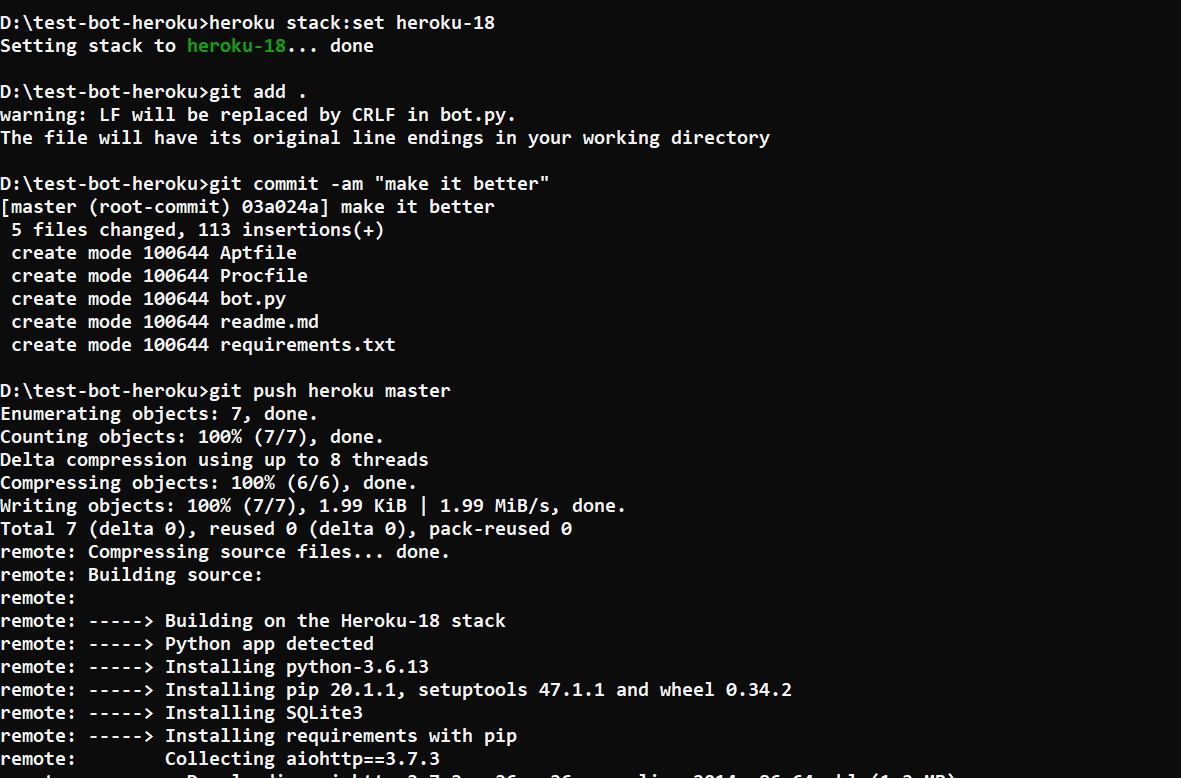 D:\test-bot-heroku>heroku stack:set heroku-18
Setting stack to heroku-18... done
D:\test-bot-heroku>git add .
warning: LF will be replaced by CRLF in bot.py.
The file will have its original line endings in your working directory
D:\test-bot-heroku>git commit -am "make it better"
[master (root-commit) 03a024a] make it better
 5 files changed, 113 insertions(+)
 create mode 100644 Aptfile
 create mode 100644 Procfile
 create mode 100644 bot.py
 create mode 100644 readme.md
 create mode 100644 requirements.txt
D:\test-bot-heroku>git push heroku master
Enumerating objects: 7, done.
Counting objects: 100% (7/7), done.
Delta compression using up to 8 threads
Compressing objects: 100% (6/6), done.
Writing objects: 100% (7/7), 1.99 KiB | 1.99 MiB/s, done.
Total 7 (delta 0), reused 0 (delta 0), pack-reused 0
remote: Compressing source files... done.
remote: Building source:
remote:
remote: -----> Building on the Heroku-18 stack
remote: -----> Python app detected
remote: -----> Installing python-3.6.13
remote: -----> Installing pip 20.1.1, setuptools 47.1.1 and wheel 0.34.2
remote: -----> Installing SQLite3
remote: -----> Installing requirements with pip
remote:        Collecting aiohttp==3.7.3